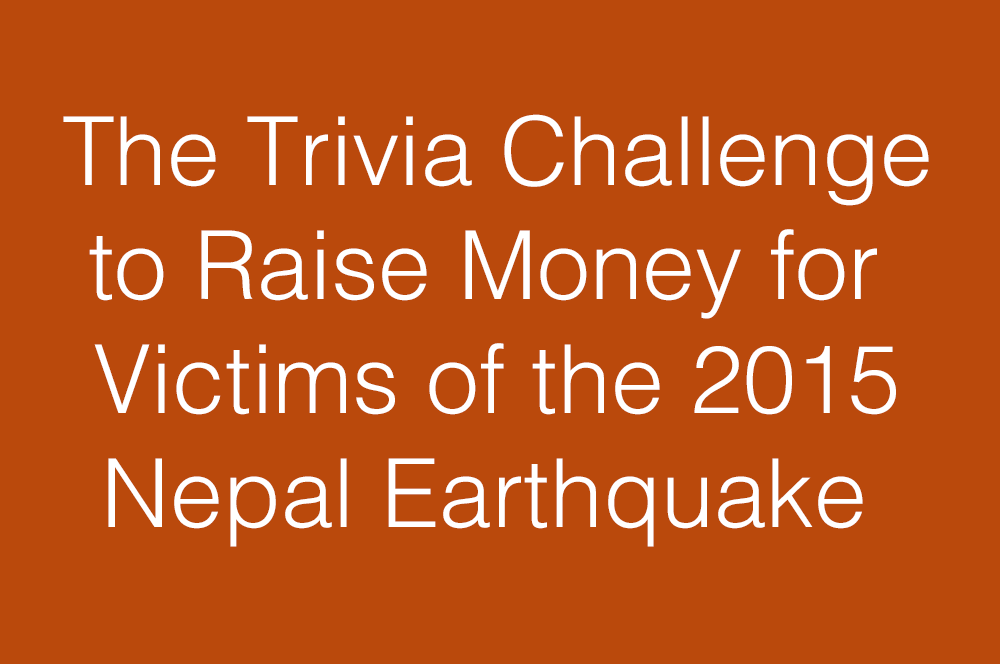 The Trivia Challenge
to Raise Money for
Victims of the 2015
Nepal Earthquake